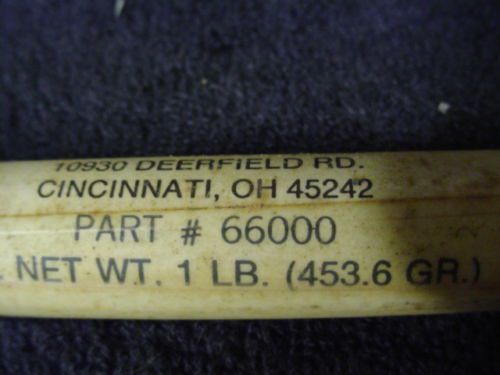 10930 DEERFIELD RD.
CINCINNATI, OH 45242
PART # 66000
. NET WT. 1 LB. (453.6 GR.)